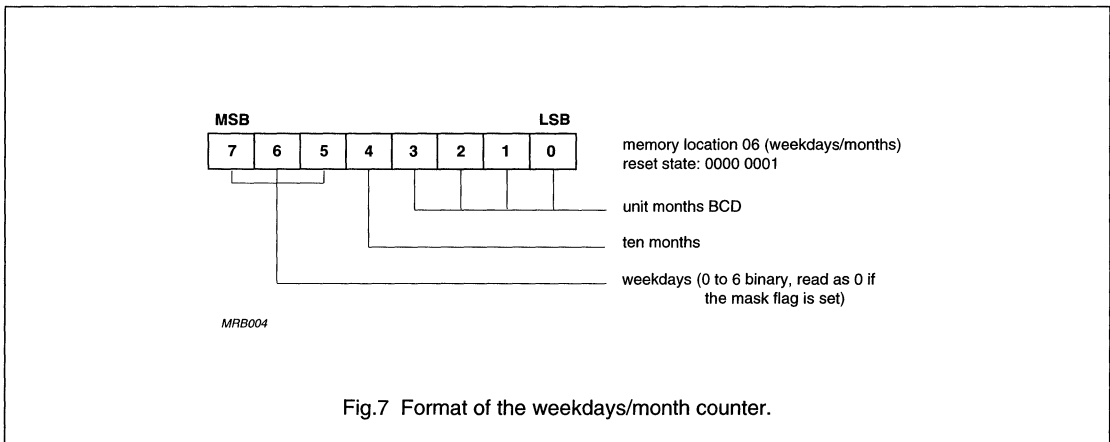 MSB LSB
7 6 5 4 3 2 1 0
memory location 06 (weekdays/months)
reset state: 0000 0001
unit months BCD
ten months
weekdays (0 to 6 binary, read as 0 if
the mask flag is set)
MRB004
Fig.7 Format of the weekdays/month counter.